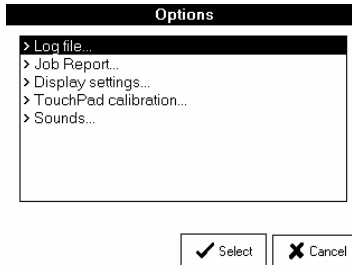 Options
> Log file...
> Job Report...
> Display settings...
> TouchPad calibration...
> Sounds...
Select
Cancel